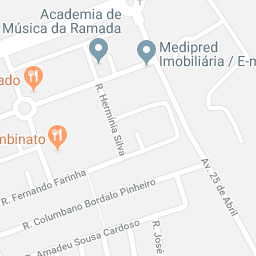 Academia de
Música da Ramada
Medipred
Imobiliária / E-m
ado
R. Hermínia Silva
mbinato
Av. 25 de Abril
R. Fernando Farinha
R. Columbano Bordalo Pinheiro
R. Amadeu Sousa Cardoso
R. José